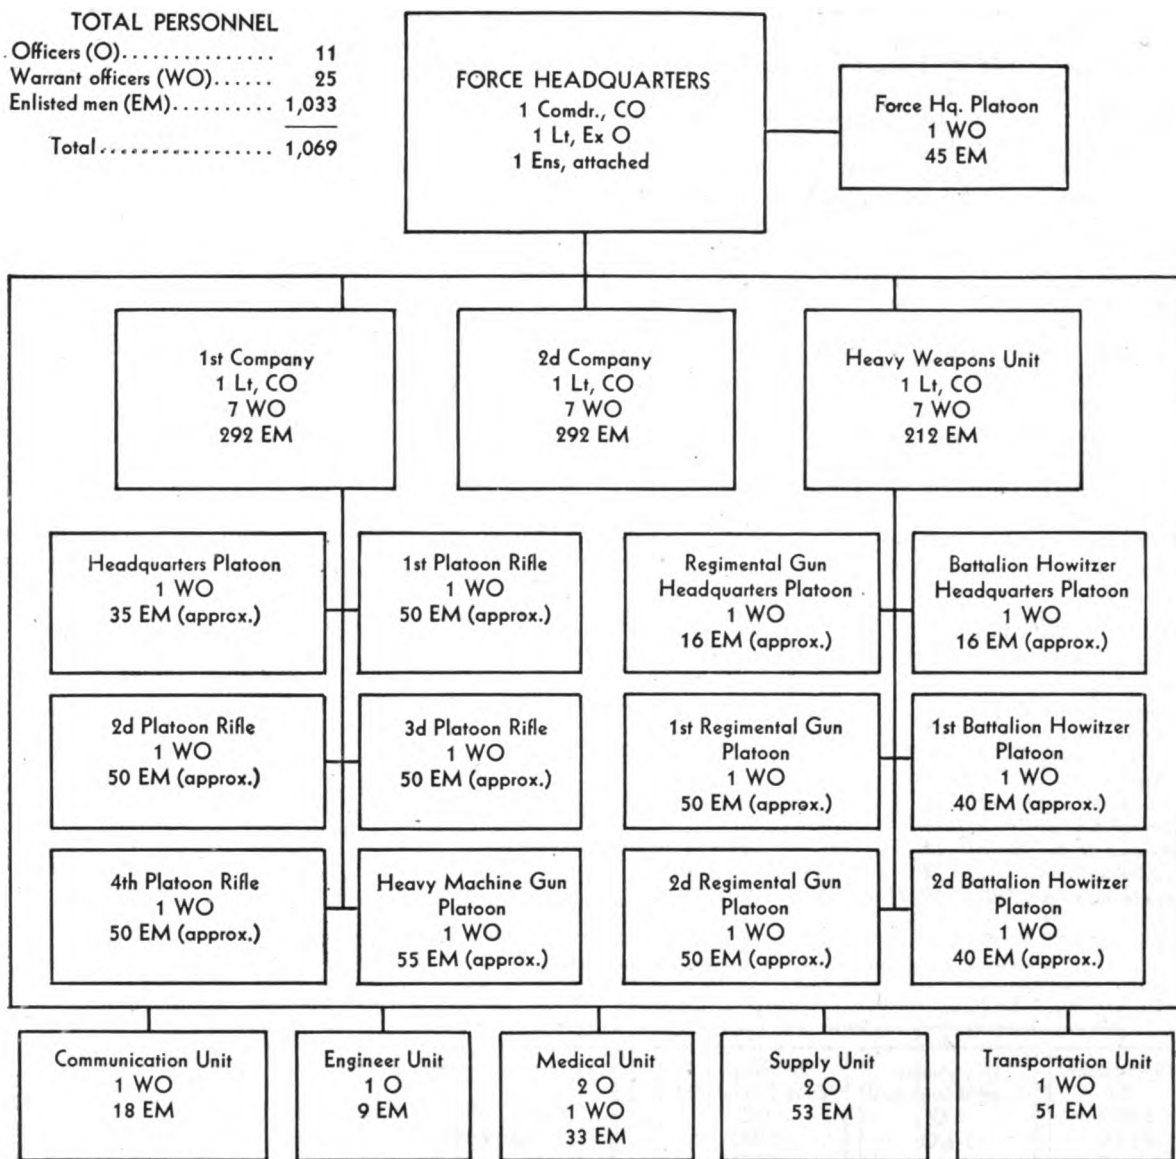 TOTAL PERSONNEL
Officers (O)............... 11
Warrant officers (WO)...... 25
Enlisted men (EM).......... 1,033
Total................ 1,069
FORCE HEADQUARTERS
1 Comdr., CO
1 Lt, Ex O
1 Ens, attached
Force Hq. Platoon
1 WO
45 EM
1st Company
1 Lt, CO
7 WO
292 EM
2d Company
1 Lt, CO
7 WO
292 EM
Heavy Weapons Unit
1 Lt, CO
7 WO
212 EM
Headquarters Platoon
1 WO
35 EM (approx.)
1st Platoon Rifle
1 WO
50 EM (approx.)
Regimental Gun
Headquarters Platoon
1 WO
16 EM (approx.)
Battalion Howitzer
Headquarters Platoon
1 WO
16 EM (approx.)
2d Platoon Rifle
1 WO
50 EM (approx.)
3d Platoon Rifle
1 WO
50 EM (approx.)
1st Regimental Gun
Platoon
1 WO
50 EM (approx.)
1st Battalion Howitzer
Platoon
1 WO
40 EM (approx.)
4th Platoon Rifle
1 WO
50 EM (approx.)
Heavy Machine Gun
Platoon
1 WO
55 EM (approx.)
2d Regimental Gun
Platoon
1 WO
50 EM (approx.)
2d Battalion Howitzer
Platoon
1 WO
40 EM (approx.)
Communication Unit
1 WO
18 EM
Engineer Unit
1 O
9 EM
Medical Unit
2 O
1 WO
33 EM
Supply Unit
2 O
53 EM
Transportation Unit
1 WO
51 EM